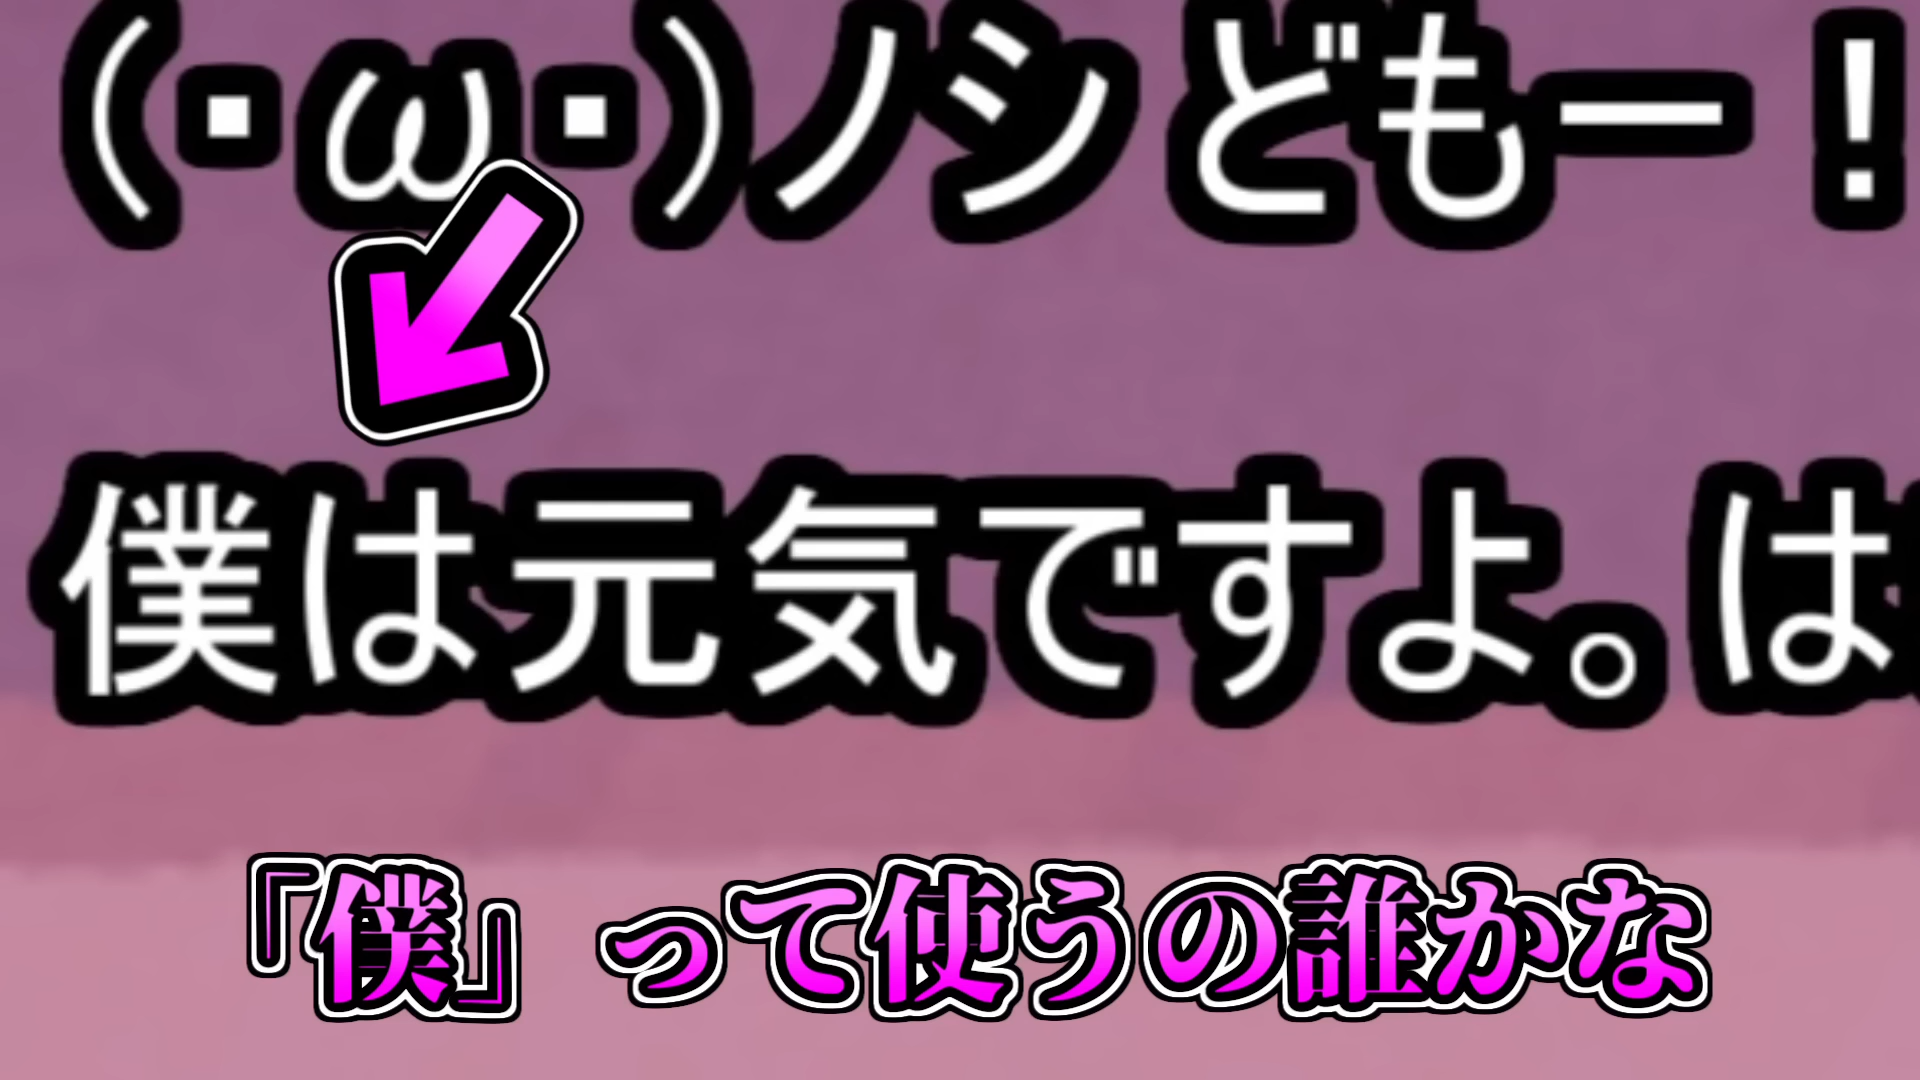 (･ω･)ノシ どもー！
僕は元気ですよ。は
『僕』って使うの誰かな